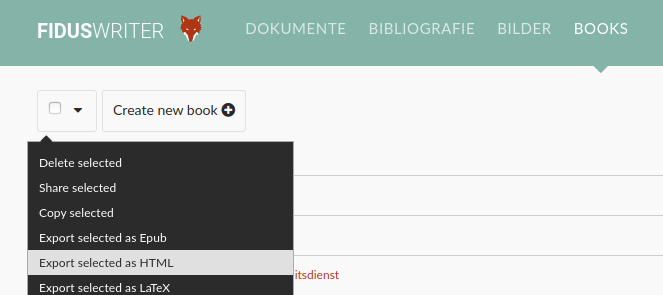 FIDUSWRITER DOKUMENTE BIBLIOGRAFIE BILDER BOOKS
Create new book
Delete selected
Share selected
Copy selected
Export selected as Epub
Export selected as HTML
itsdienst
Export selected as LaTeX